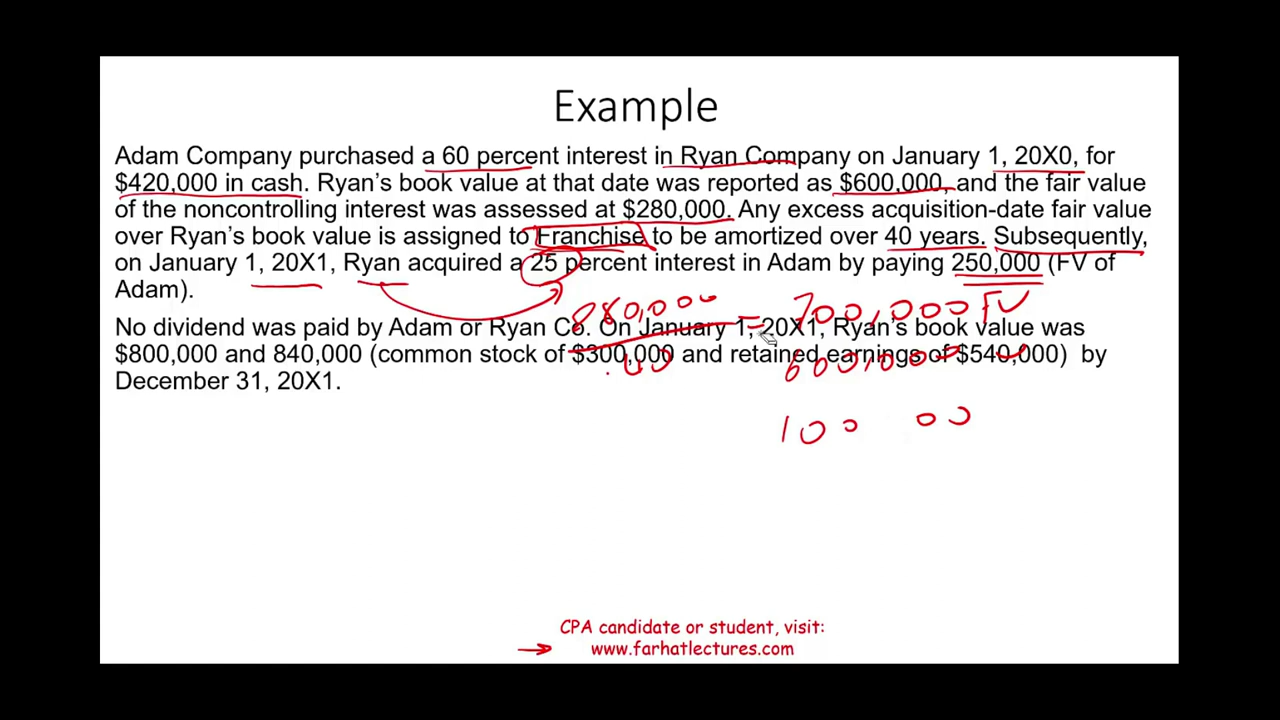 Example
Adam Company purchased a 60 percent interest in Ryan Company on January 1, 20X0, for
$420,000 in cash. Ryan's book value at that date was reported as $600,000, and the fair value
of the noncontrolling interest was assessed at $280,000. Any excess acquisition-date fair value
over Ryan's book value is assigned to Franchise to be amortized over 40 years. Subsequently,
on January 1, 20X1, Ryan acquired a 25 percent interest in Adam by paying 250,000 (FV of
Adam).
280,000 = 700,000 FV
No dividend was paid by Adam or Ryan Co. On January 1, 20X1, Ryan's book value was
$800,000 and 840,000 (common stock of $300,000 and retained earnings of $540,000) by
600,000
December 31, 20X1.
100 00
CPA candidate or student, visit:
www.farhatlectures.com